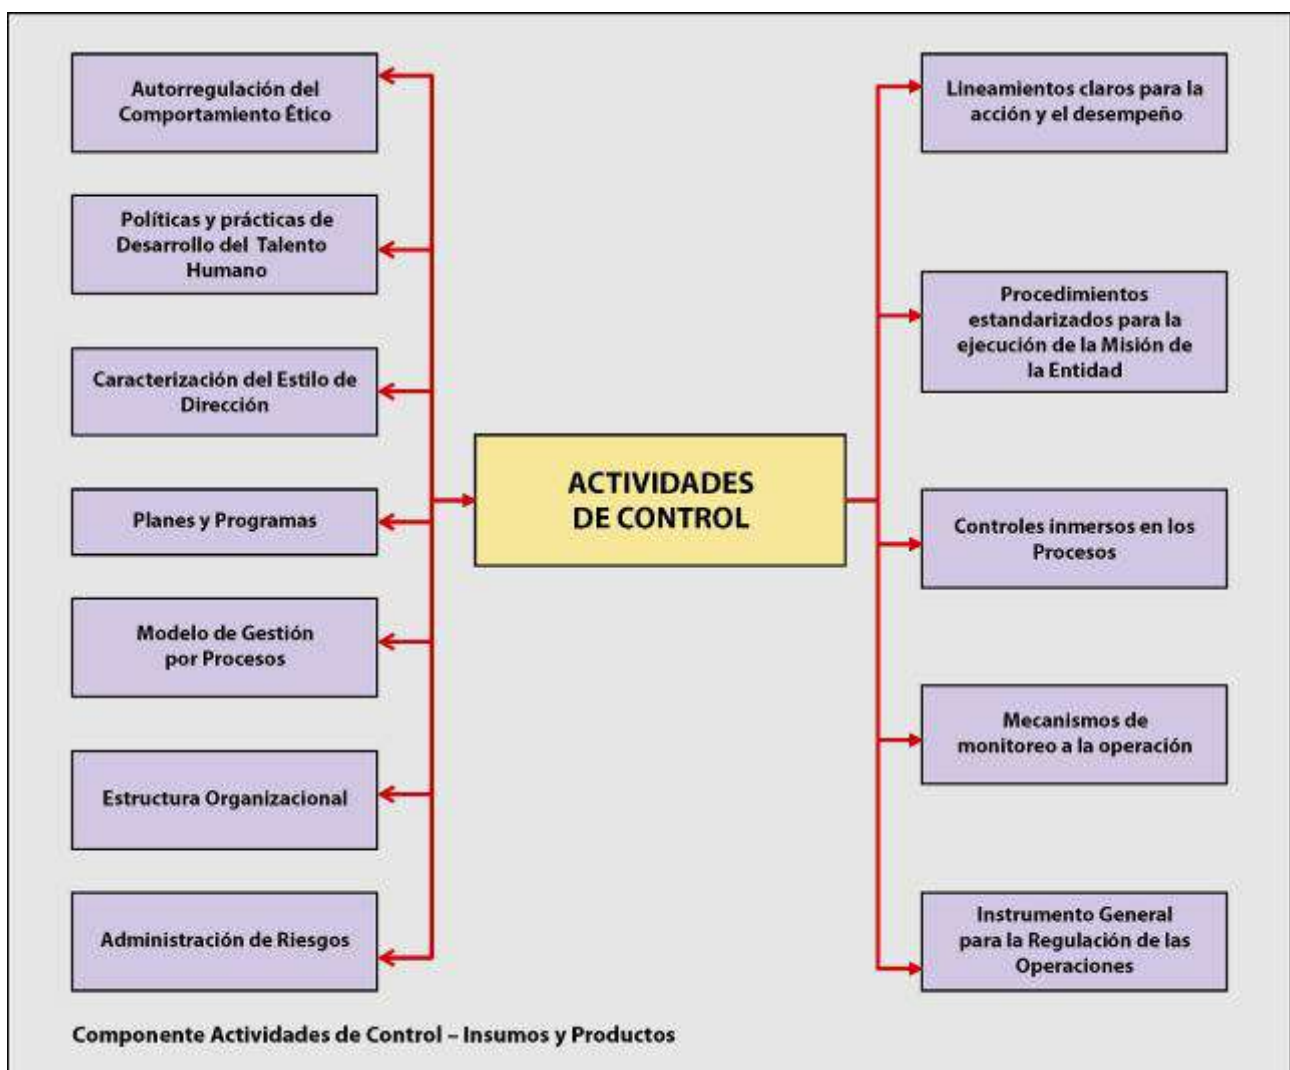 Autorregulación del
Comportamiento Ético
Políticas y prácticas de
Desarrollo del Talento
Humano
Caracterización del Estilo de
Dirección
Planes y Programas
Modelo de Gestión
por Procesos
Estructura Organizacional
Administración de Riesgos
ACTIVIDADES
DE CONTROL
Lineamientos claros para la
acción y el desempeño
Procedimientos
estandarizados para la
ejecución de la Misión de
la Entidad
Controles inmersos en los
Procesos
Mecanismos de
monitoreo a la operación
Instrumento General
para la Regulación de las
Operaciones
Componente Actividades de Control – Insumos y Productos